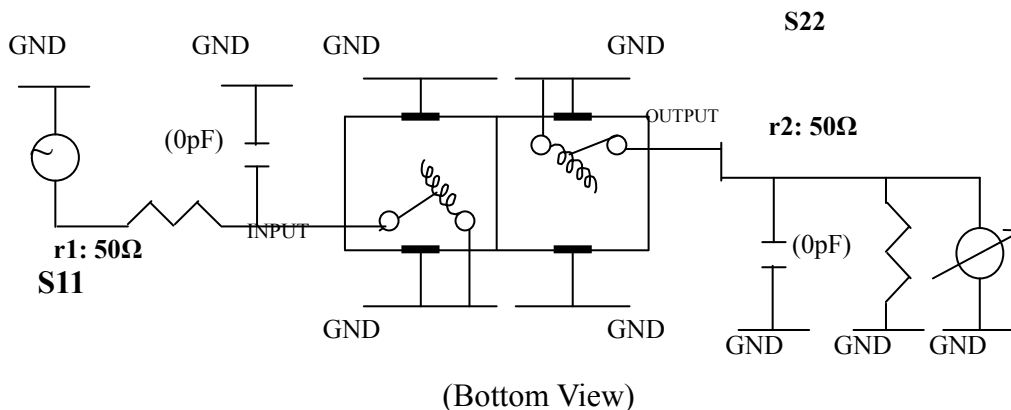 S22
GND
GND
GND
GND
(0pF)
OUTPUT
r2: 50Ω
INPUT
r1: 50Ω
S11
(0pF)
GND
GND
GND
GND
GND
(Bottom View)